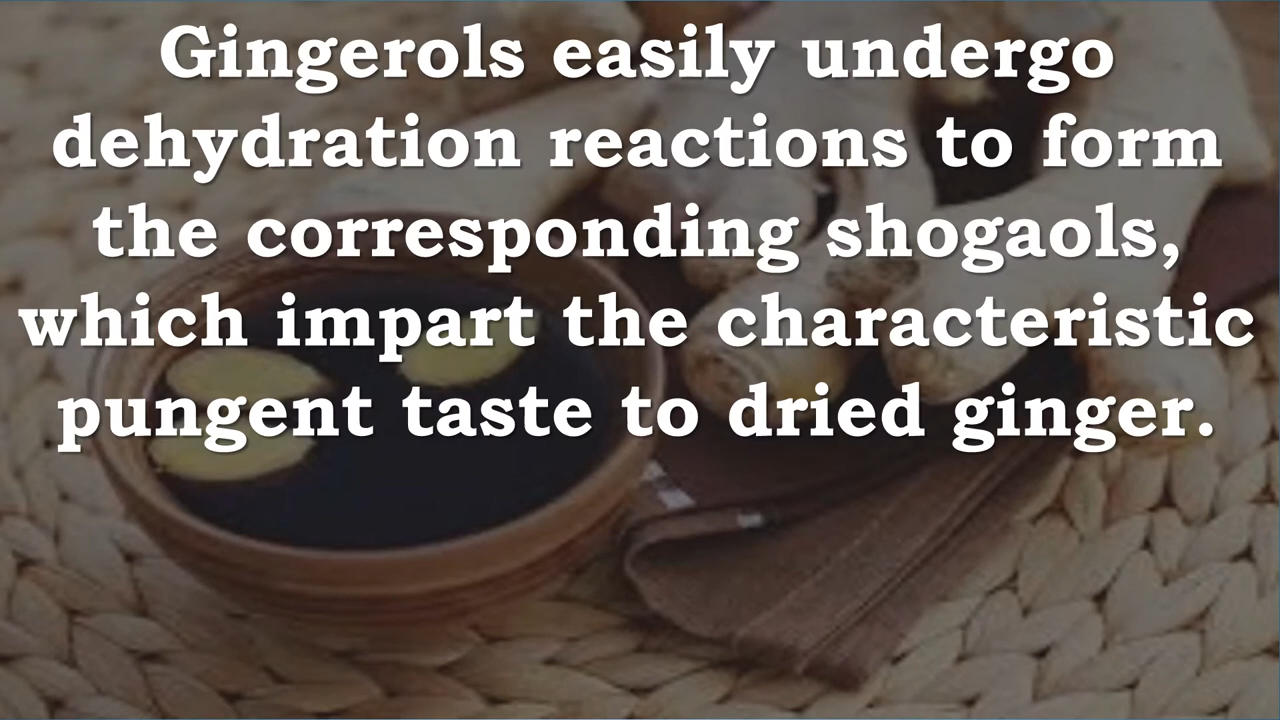 Gingerols easily undergo
dehydration reactions to form
the corresponding shogaols,
which impart the characteristic
pungent taste to dried ginger.